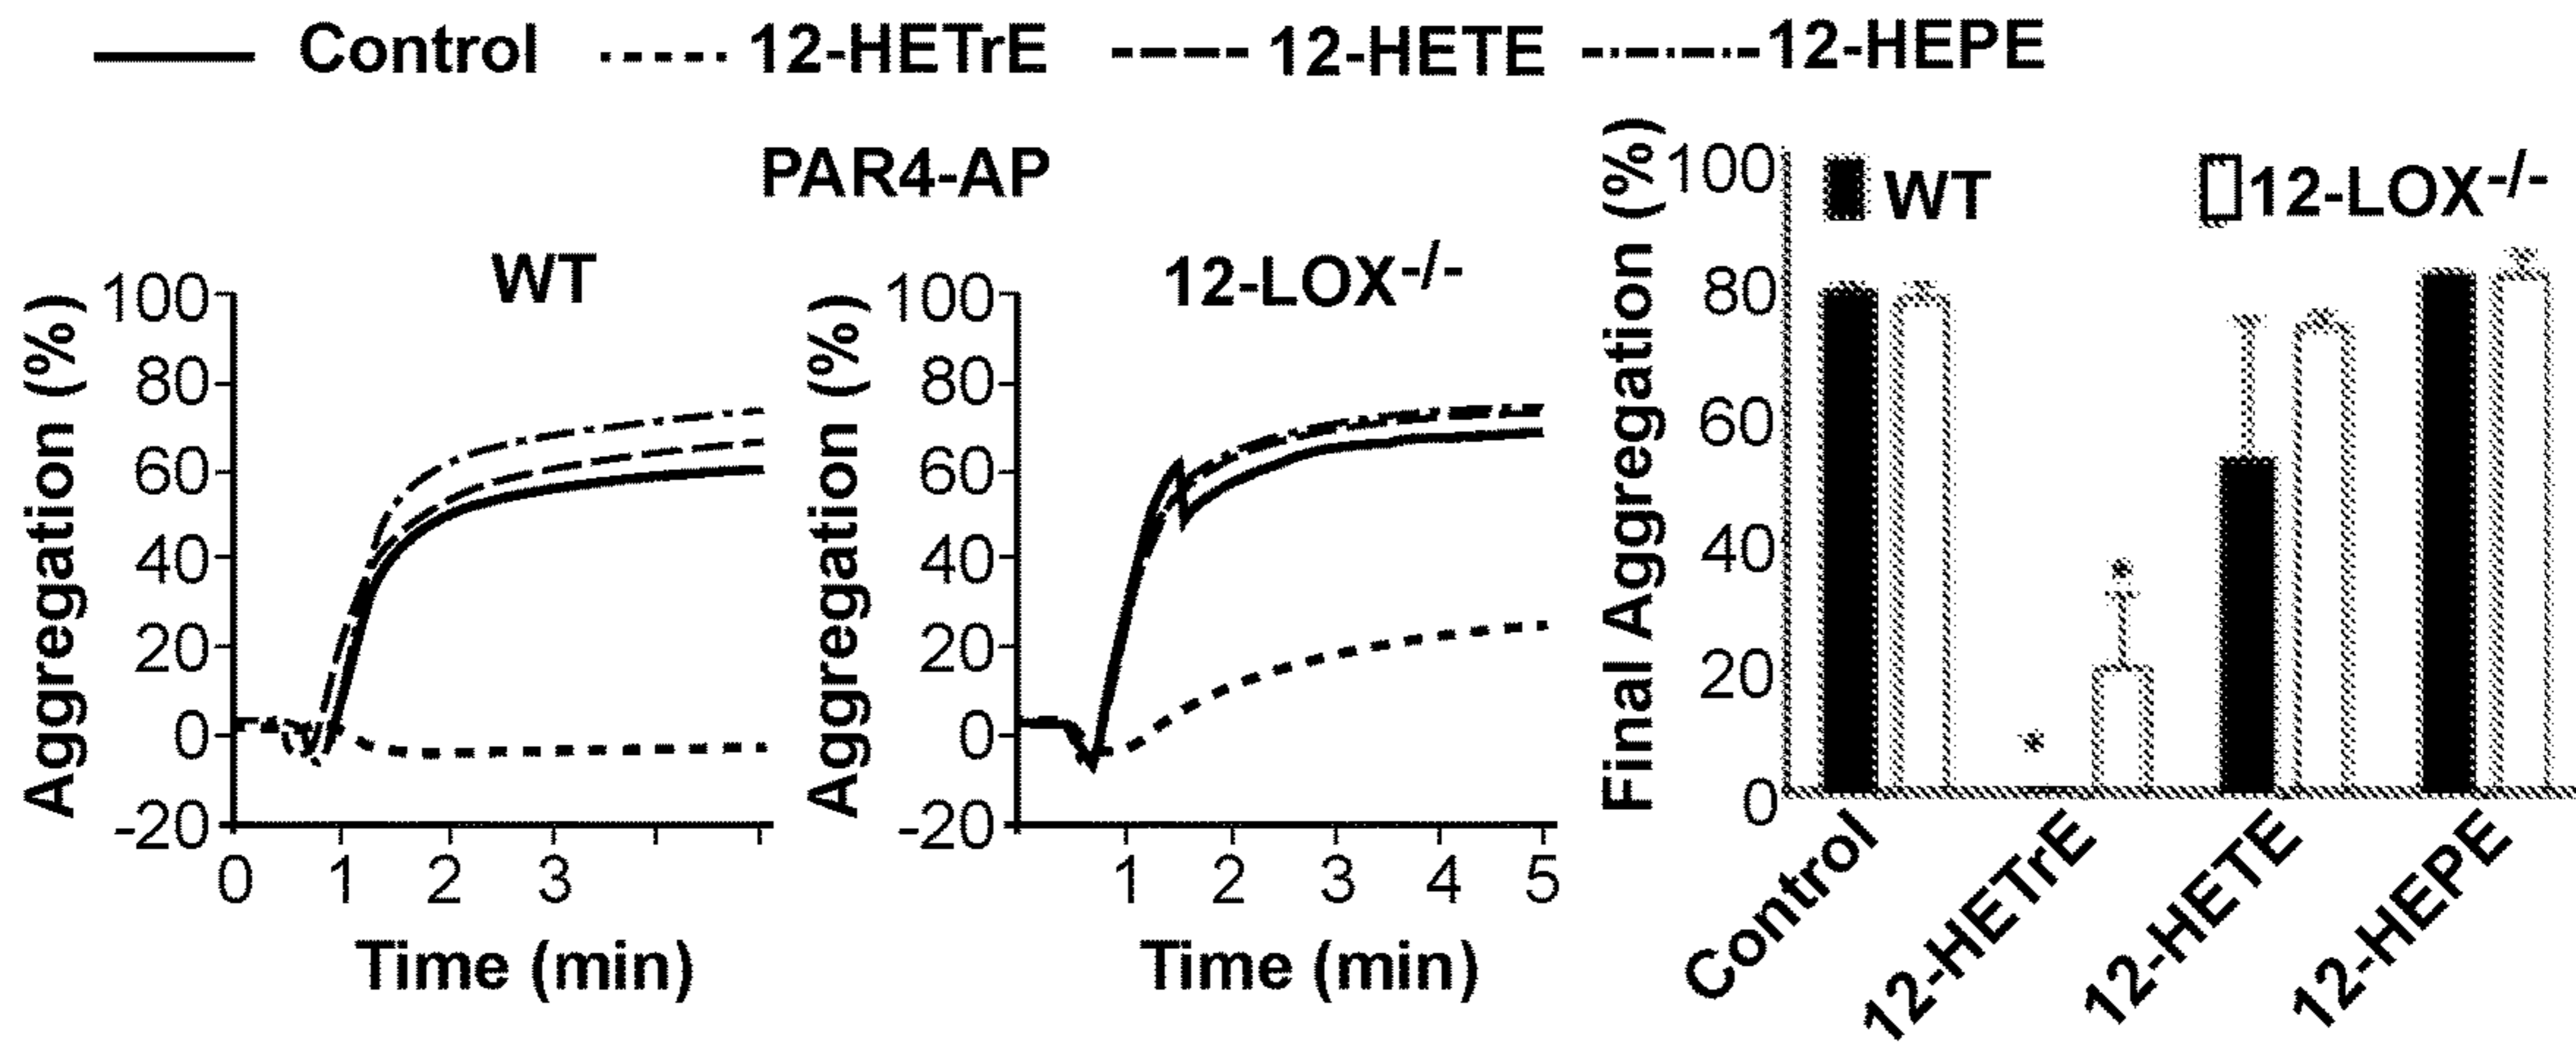 Control 12-HETrE 12-HETE 12-HEPE
PAR4-AP
WT
Aggregation (%)
100
80
60
40
20
0
-20
0 1 2 3
Time (min)
12-LOX-/-
Aggregation (%)
100
80
60
40
20
0
-20
1 2 3 4 5
Time (min)
WT 12-LOX-/-
Final Aggregation (%)
100
80
60
40
20
0
*
*
Control
12-HETrE
12-HETE
12-HEPE